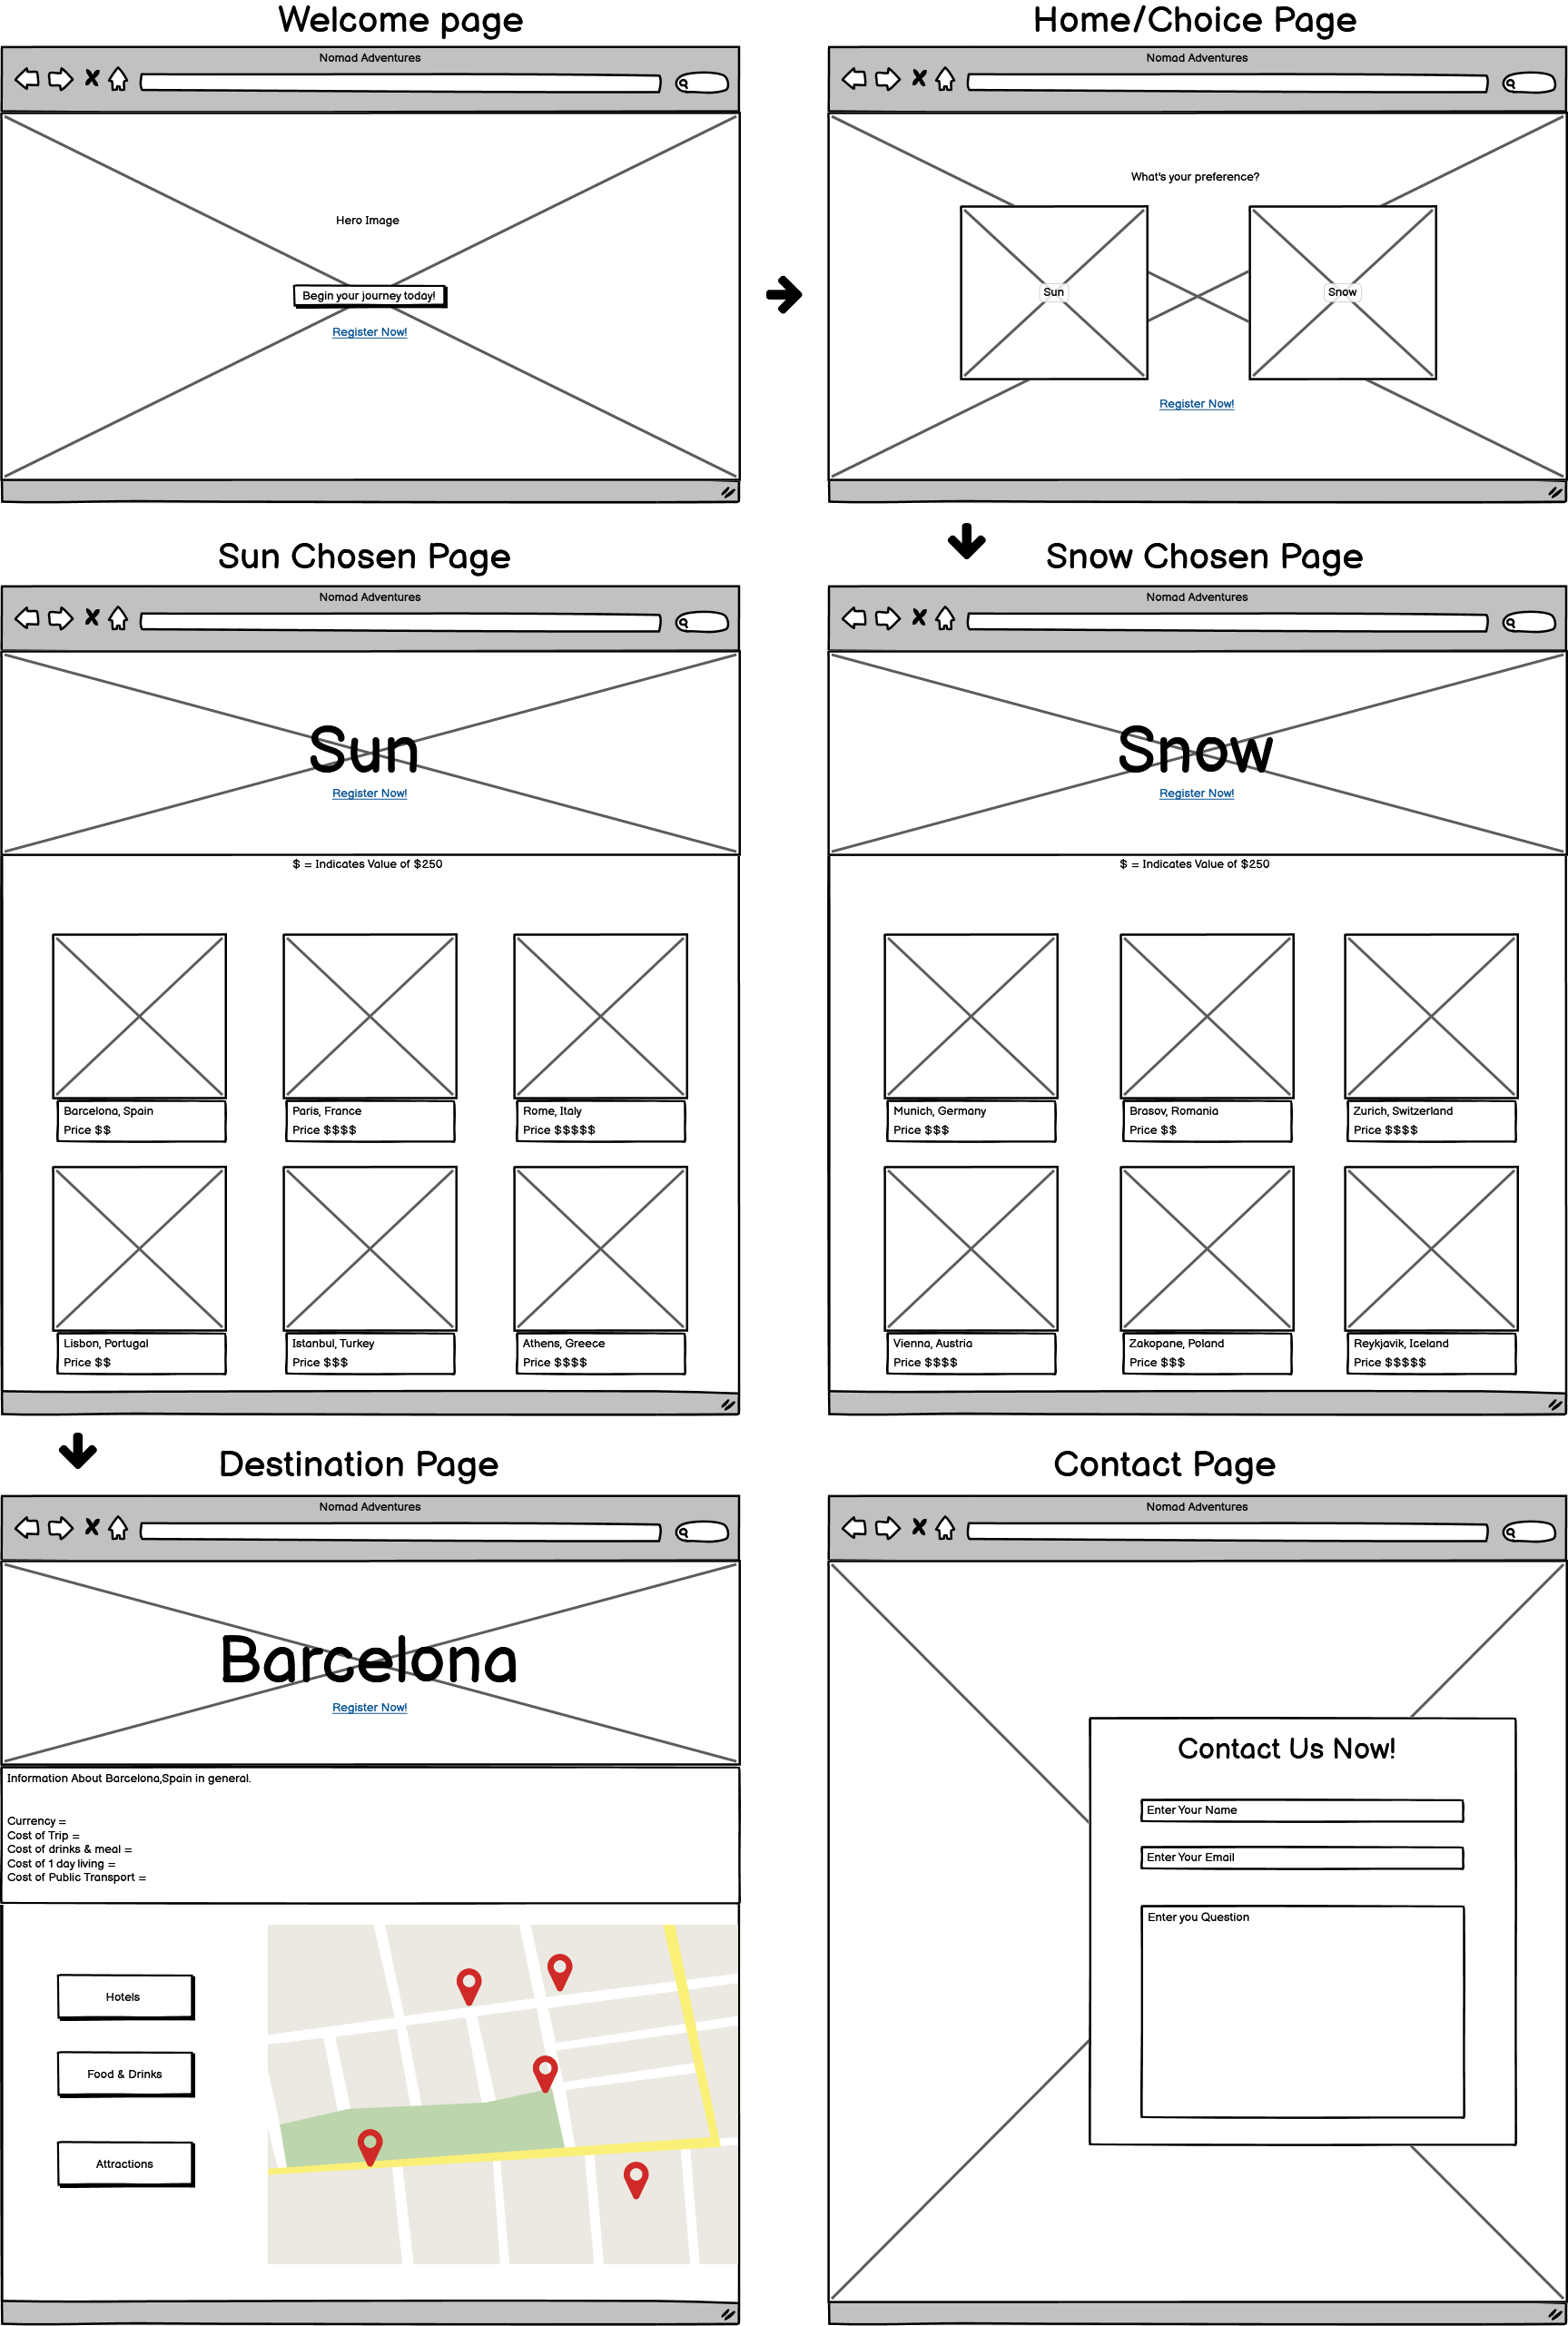 Welcome page
Nomad Adventures
Hero Image
Begin your journey today!
Register Now!
Home/Choice Page
Nomad Adventures
What's your preference?
Sun
Snow
Register Now!
Sun Chosen Page
Nomad Adventures
Sun
Register Now!
$ = Indicates Value of $250
Barcelona, Spain
Price $$
Paris, France
Price $$$$
Rome, Italy
Price $$$$$
Lisbon, Portugal
Price $$
Istanbul, Turkey
Price $$$
Athens, Greece
Price $$$$
Snow Chosen Page
Nomad Adventures
Snow
Register Now!
$ = Indicates Value of $250
Munich, Germany
Price $$$
Brasov, Romania
Price $$
Zurich, Switzerland
Price $$$$
Vienna, Austria
Price $$$$
Zakopane, Poland
Price $$$
Reykjavik, Iceland
Price $$$$$
Destination Page
Nomad Adventures
Barcelona
Register Now!
Information About Barcelona,Spain in general.
Currency =
Cost of Trip =
Cost of drinks & meal =
Cost of 1 day living =
Cost of Public Transport =
Hotels
Food & Drinks
Attractions
Contact Page
Nomad Adventures
Contact Us Now!
Enter Your Name
Enter Your Email
Enter you Question